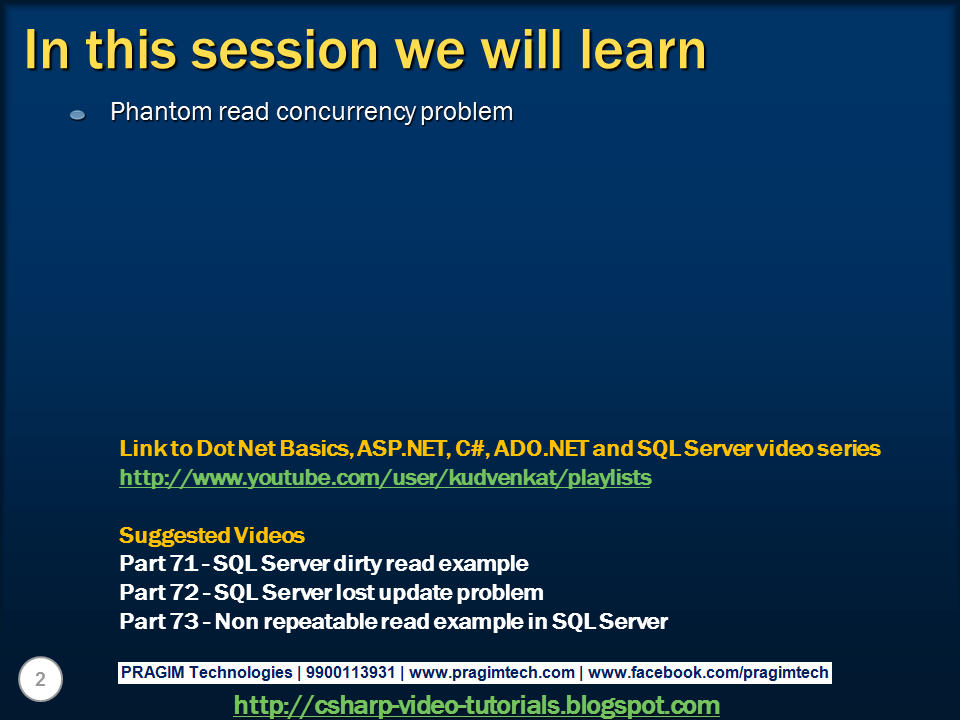 In this session we will learn
Phantom read concurrency problem
Link to Dot Net Basics, ASP.NET, C#, ADO.NET and SQL Server video series
http://www.youtube.com/user/kudvenkat/playlists
Suggested Videos
Part 71 - SQL Server dirty read example
Part 72 - SQL Server lost update problem
Part 73 - Non repeatable read example in SQL Server
2
PRAGIM Technologies | 9900113931 | www.pragimtech.com | www.facebook.com/pragimtech
http://csharp-video-tutorials.blogspot.com